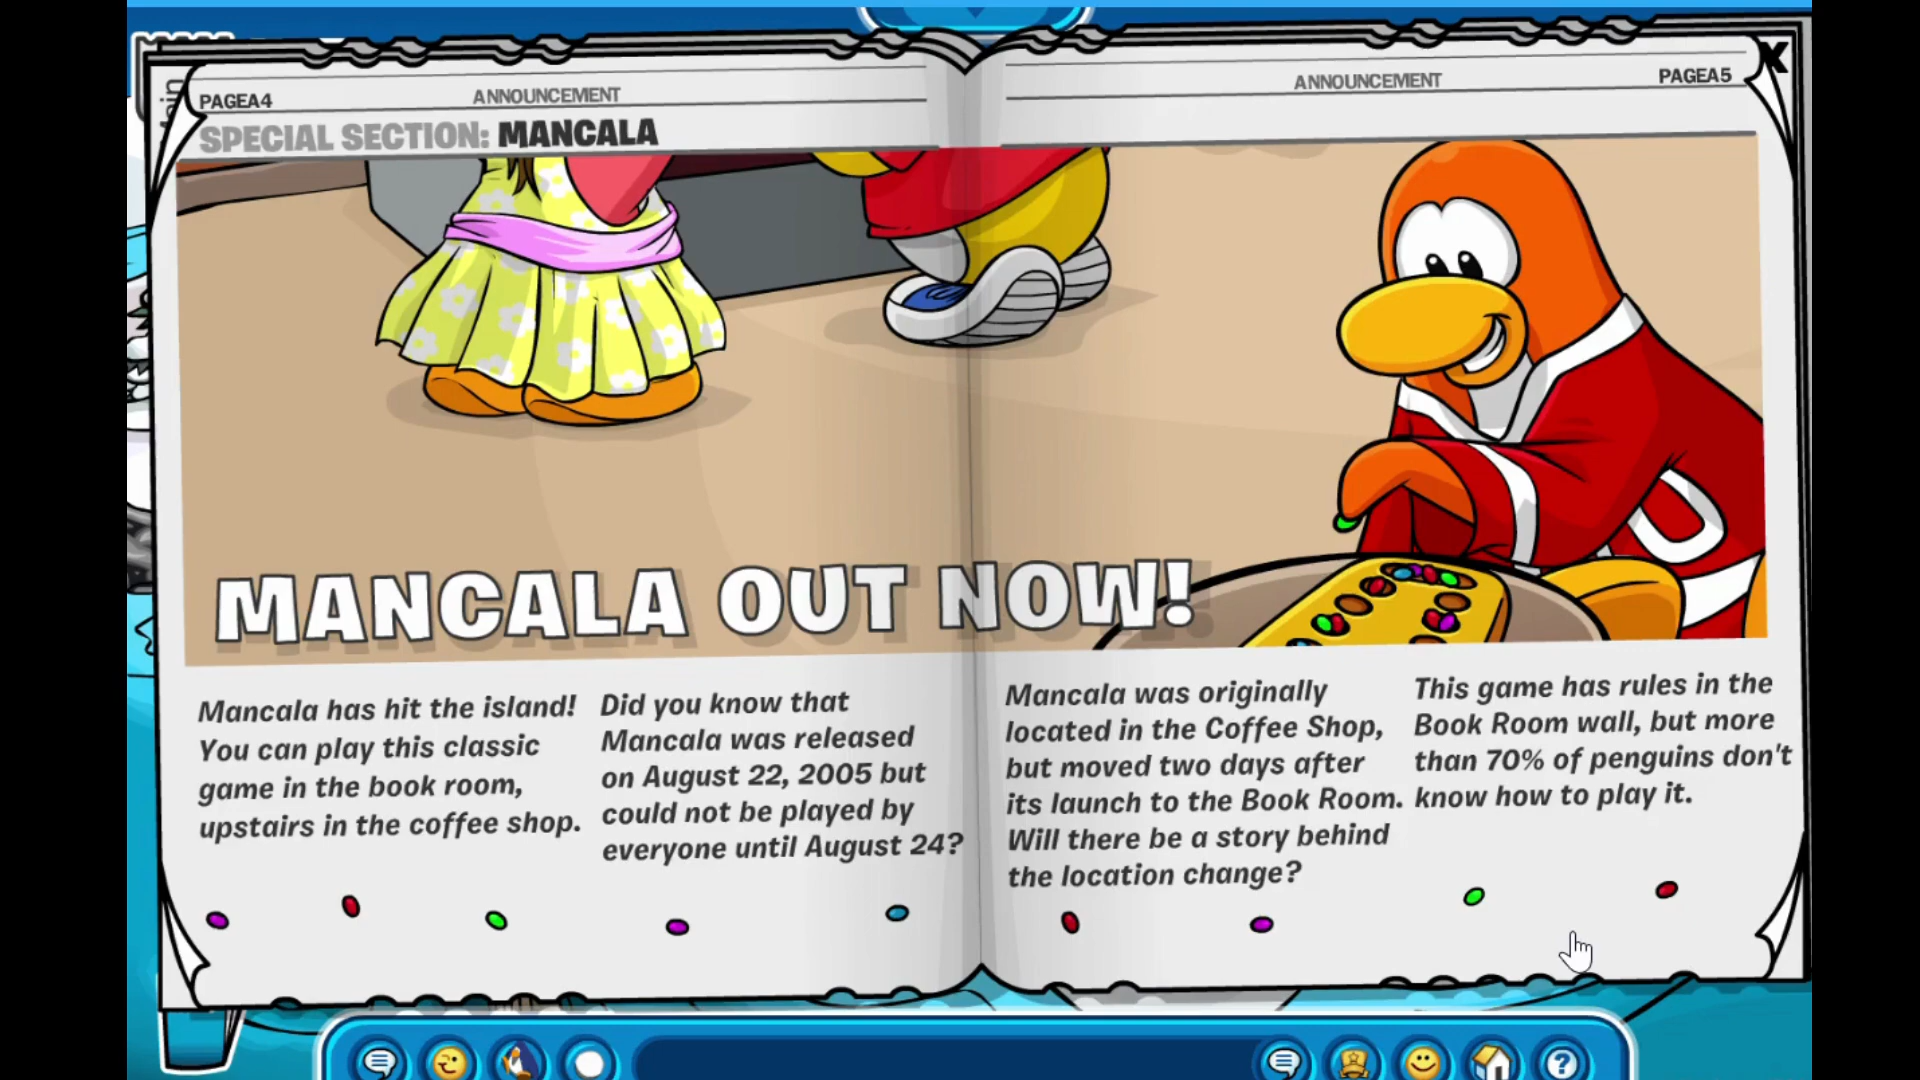 PAGEA4
ANNOUNCEMENT
SPECIAL SECTION: MANCALA
ANNOUNCEMENT
PAGEA5
X
MANCALA OUT NOW!
Mancala has hit the island!
You can play this classic
game in the book room,
upstairs in the coffee shop.
Did you know that
Mancala was released
on August 22, 2005 but
could not be played by
everyone until August 24?
Mancala was originally
located in the Coffee Shop,
but moved two days after
its launch to the Book Room.
Will there be a story behind
the location change?
This game has rules in the
Book Room wall, but more
than 70% of penguins don't
know how to play it.
?